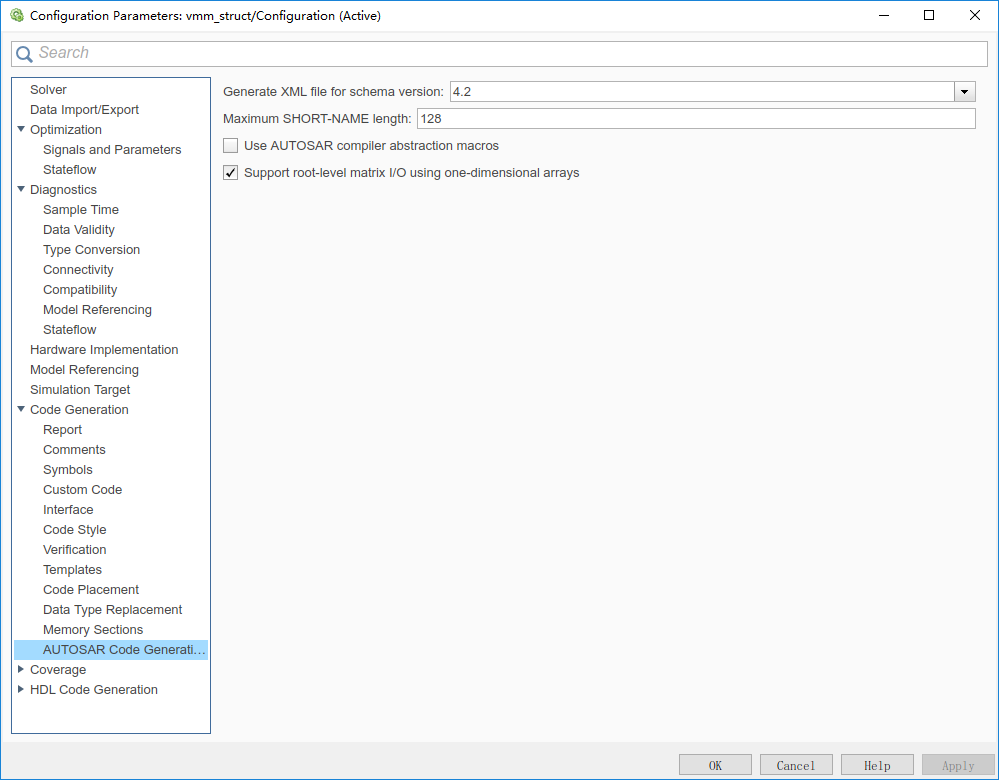 Configuration Parameters: vmm_struct/Configuration (Active)
Search
Solver
Data Import/Export
Optimization
Signals and Parameters
Stateflow
Diagnostics
Sample Time
Data Validity
Type Conversion
Connectivity
Compatibility
Model Referencing
Stateflow
Hardware Implementation
Model Referencing
Simulation Target
Code Generation
Report
Comments
Symbols
Custom Code
Interface
Code Style
Verification
Templates
Code Placement
Data Type Replacement
Memory Sections
AUTOSAR Code Generati...
Coverage
HDL Code Generation
Generate XML file for schema version: 4.2
Maximum SHORT-NAME length: 128
Use AUTOSAR compiler abstraction macros
Support root-level matrix I/O using one-dimensional arrays
OK Cancel Help Apply